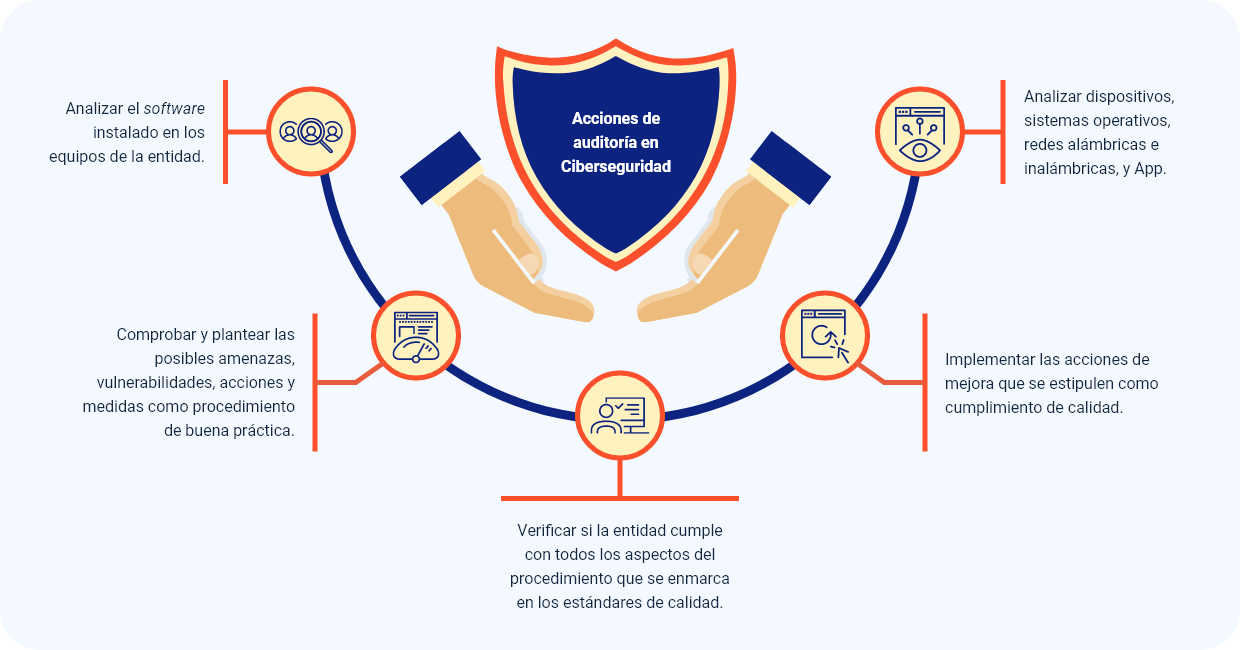 Acciones de
auditoría en
Ciberseguridad
Analizar el software
instalado en los
equipos de la entidad.
Comprobar y plantear las
posibles amenazas,
vulnerabilidades, acciones y
medidas como procedimiento
de buena práctica.
Verificar si la entidad cumple
con todos los aspectos del
procedimiento que se enmarca
en los estándares de calidad.
Implementar las acciones de
mejora que se estipulen como
cumplimiento de calidad.
Analizar dispositivos,
sistemas operativos,
redes alámbricas e
inalámbricas, y App.